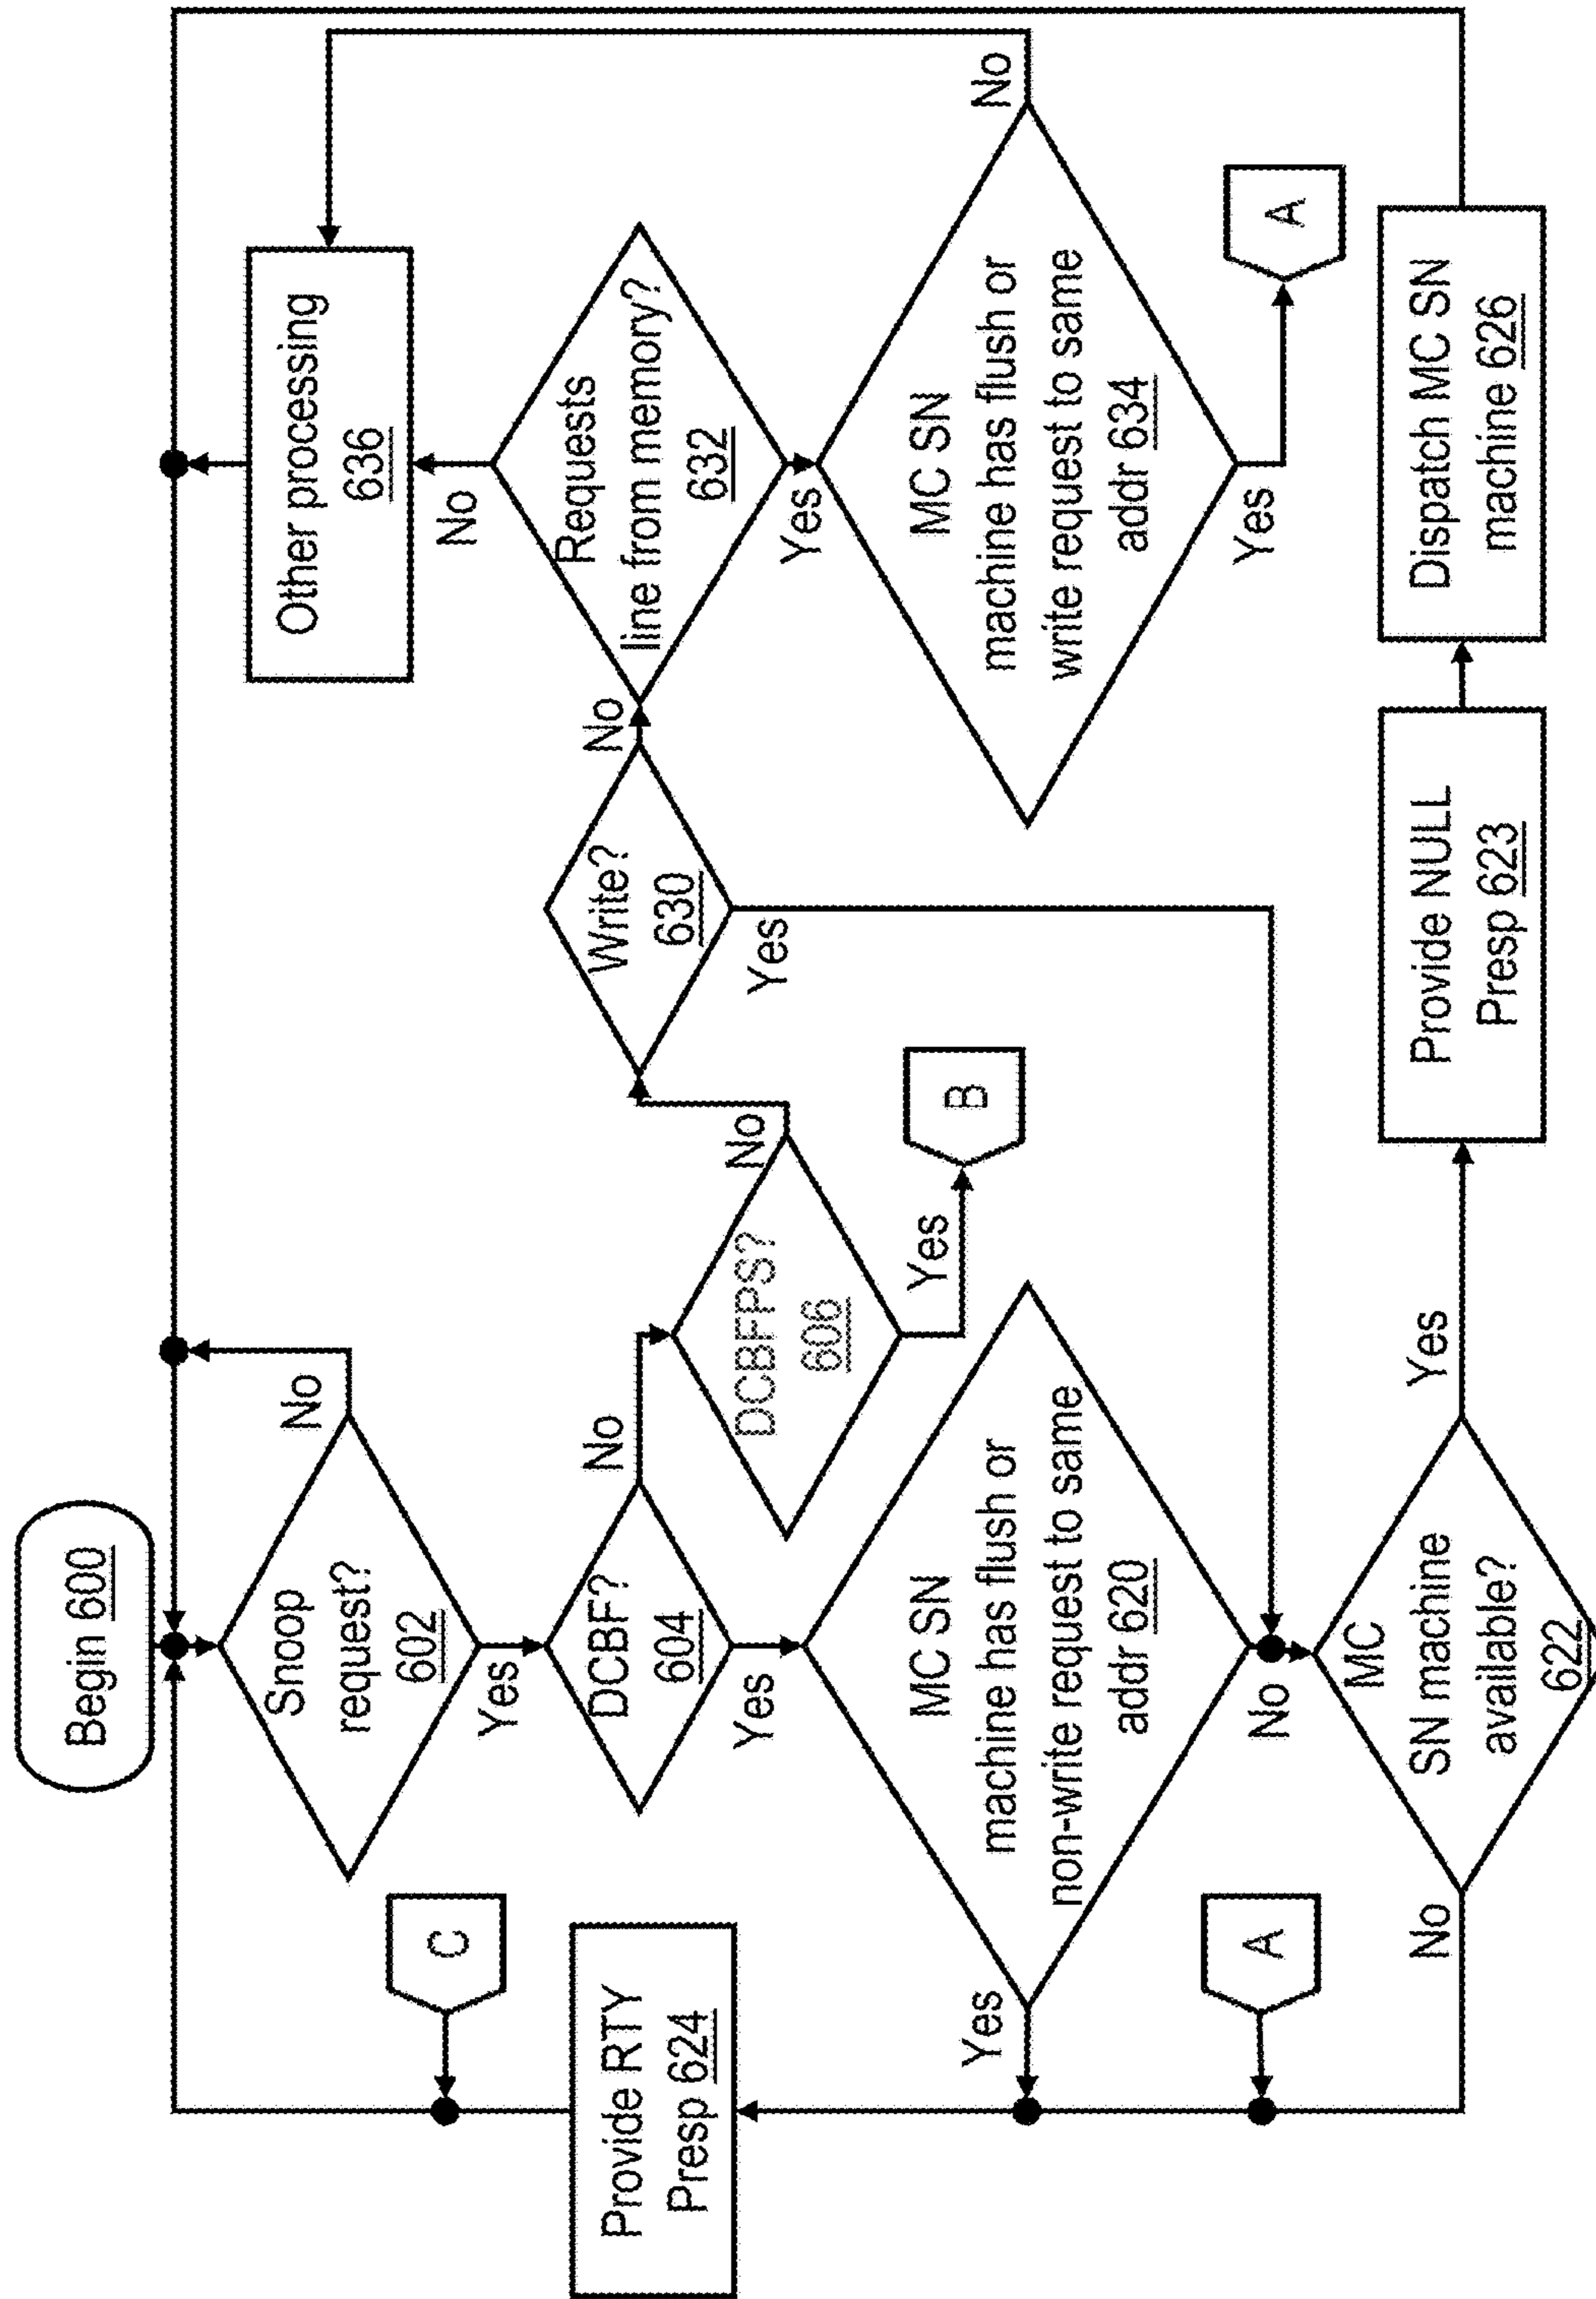 Begin 600
Snoop
request?
602
No
Yes
DCBF?
604
No
Yes
DCBFPS?
606
No
Yes
B
Write?
630
No
Yes
Requests
line from memory?
632
No
Yes
Other processing
636
MC SN
machine has flush or
write request to same
addr 634
No
Yes
A
MC SN
machine has flush or
non-write request to same
addr 620
Yes
No
C
Provide RTY
Presp 624
A
MC
SN machine
available?
622
No
Yes
Provide NULL
Presp 623
Dispatch MC SN
machine 626